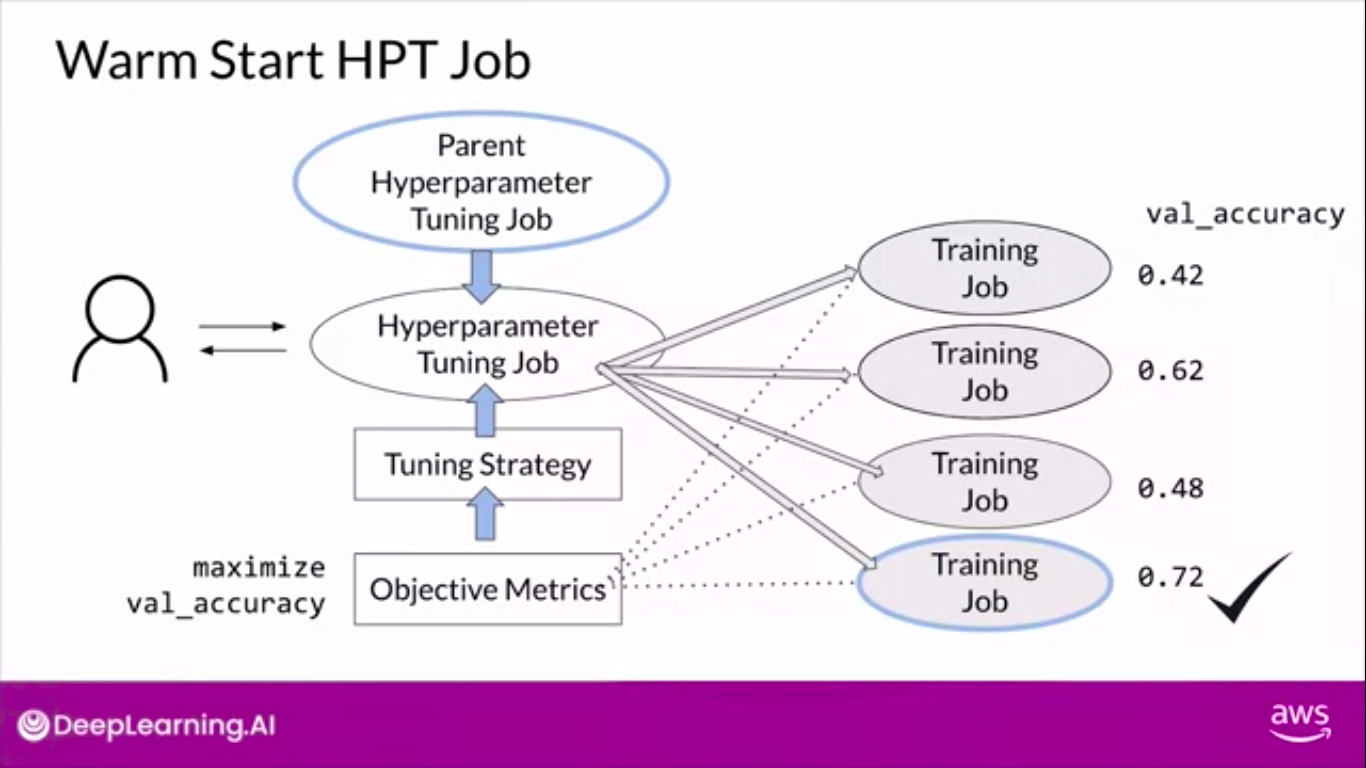 Warm Start HPT Job
Parent
Hyperparameter
Tuning Job
Hyperparameter
Tuning Job
Tuning Strategy
maximize
val_accuracy
Objective Metrics
val_accuracy
Training
Job
0.42
Training
Job
0.62
Training
Job
0.48
Training
Job
0.72
DeepLearning.AI
aws